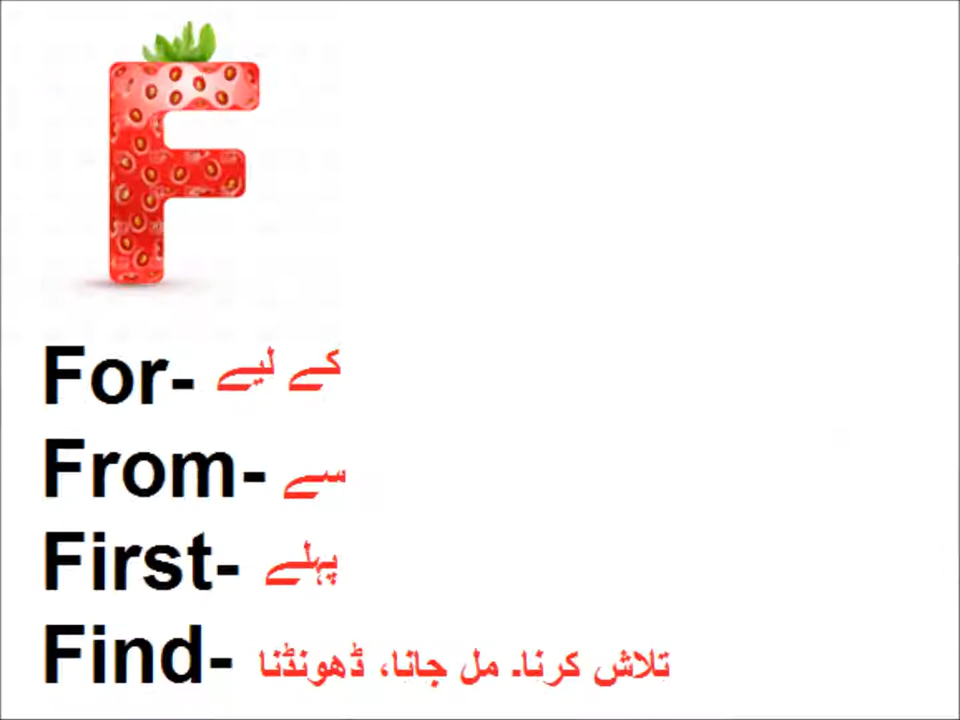 F
For- کے لیے
From- سے
First- پہلے
Find- تلاش کرنا۔ مل جانا، ڈھونڈنا